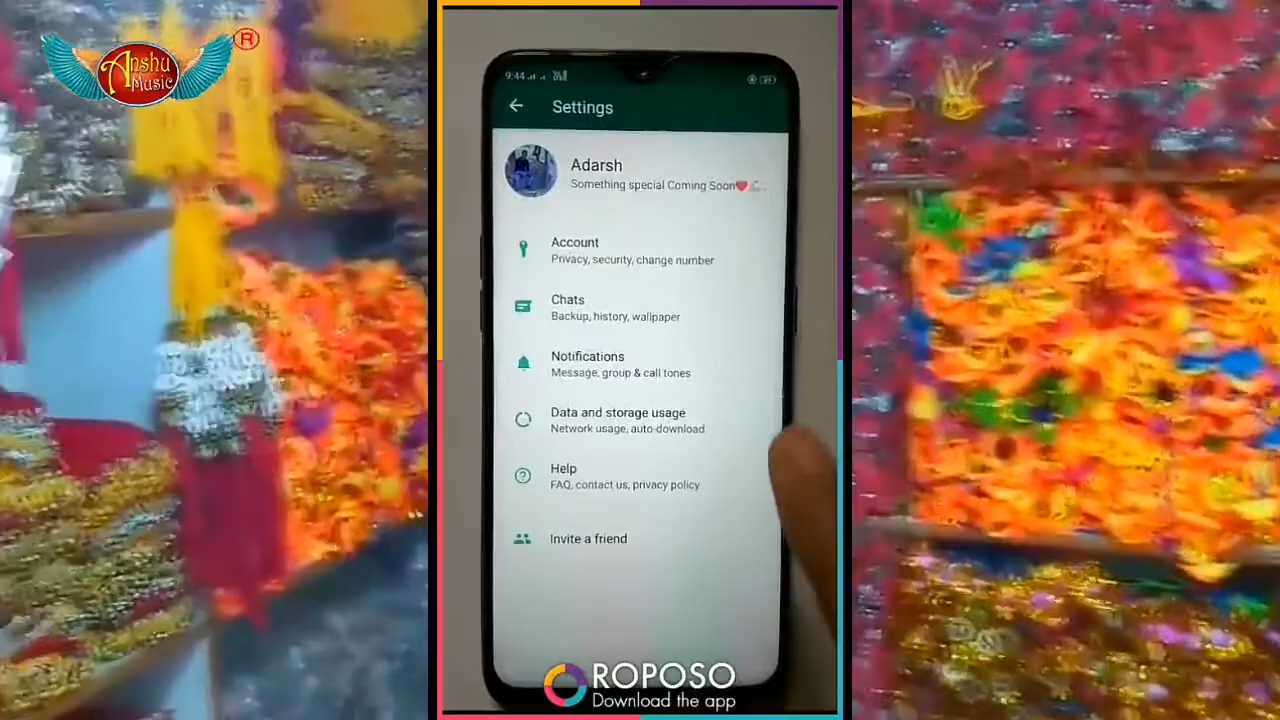 Anshu
Music
®
9:44
Settings
Adarsh
Something special Coming Soon❤
Account
Privacy, security, change number
Chats
Backup, history, wallpaper
Notifications
Message, group & call tones
Data and storage usage
Network usage, auto-download
Help
FAQ, contact us, privacy policy
Invite a friend
ROPOSO
Download the app